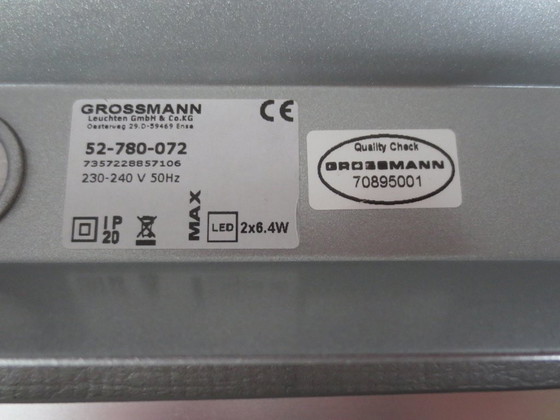 GROSSMANN
Leuchten GmbH & Co.KG
Oesterweg 29.D-59469 Ense
CE
52-780-072
7357228857106
230-240 V 50Hz
IP
20
MAX
LED 2x6.4W
Quality Check
GROSSMANN
70895001